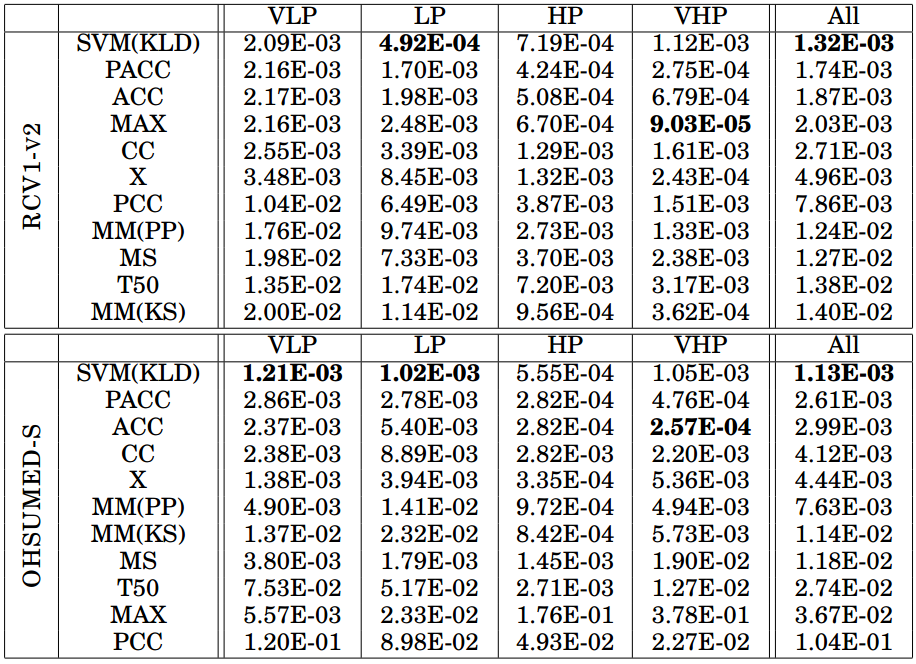 VLP LP HP VHP All
RCV1-v2
SVM(KLD) 2.09E-03 4.92E-04 7.19E-04 1.12E-03 1.32E-03
PACC 2.16E-03 1.70E-03 4.24E-04 2.75E-04 1.74E-03
ACC 2.17E-03 1.98E-03 5.08E-04 6.79E-04 1.87E-03
MAX 2.16E-03 2.48E-03 6.70E-04 9.03E-05 2.03E-03
CC 2.55E-03 3.39E-03 1.29E-03 1.61E-03 2.71E-03
X 3.48E-03 8.45E-03 1.32E-03 2.43E-04 4.96E-03
PCC 1.04E-02 6.49E-03 3.87E-03 1.51E-03 7.86E-03
MM(PP) 1.76E-02 9.74E-03 2.73E-03 1.33E-03 1.24E-02
MS 1.98E-02 7.33E-03 3.70E-03 2.38E-03 1.27E-02
T50 1.35E-02 1.74E-02 7.20E-03 3.17E-03 1.38E-02
MM(KS) 2.00E-02 1.14E-02 9.56E-04 3.62E-04 1.40E-02
VLP LP HP VHP All
OHSUMED-S
SVM(KLD) 1.21E-03 1.02E-03 5.55E-04 1.05E-03 1.13E-03
PACC 2.86E-03 2.78E-03 2.82E-04 4.76E-04 2.61E-03
ACC 2.37E-03 5.40E-03 2.82E-04 2.57E-04 2.99E-03
CC 2.38E-03 8.89E-03 2.82E-03 2.20E-03 4.12E-03
X 1.38E-03 3.94E-03 3.35E-04 5.36E-03 4.44E-03
MM(PP) 4.90E-03 1.41E-02 9.72E-04 4.94E-03 7.63E-03
MM(KS) 1.37E-02 2.32E-02 8.42E-04 5.73E-03 1.14E-02
MS 3.80E-03 1.79E-03 1.45E-03 1.90E-02 1.18E-02
T50 7.53E-02 5.17E-02 2.71E-03 1.27E-02 2.74E-02
MAX 5.57E-03 2.33E-02 1.76E-01 3.78E-01 3.67E-02
PCC 1.20E-01 8.98E-02 4.93E-02 2.27E-02 1.04E-01